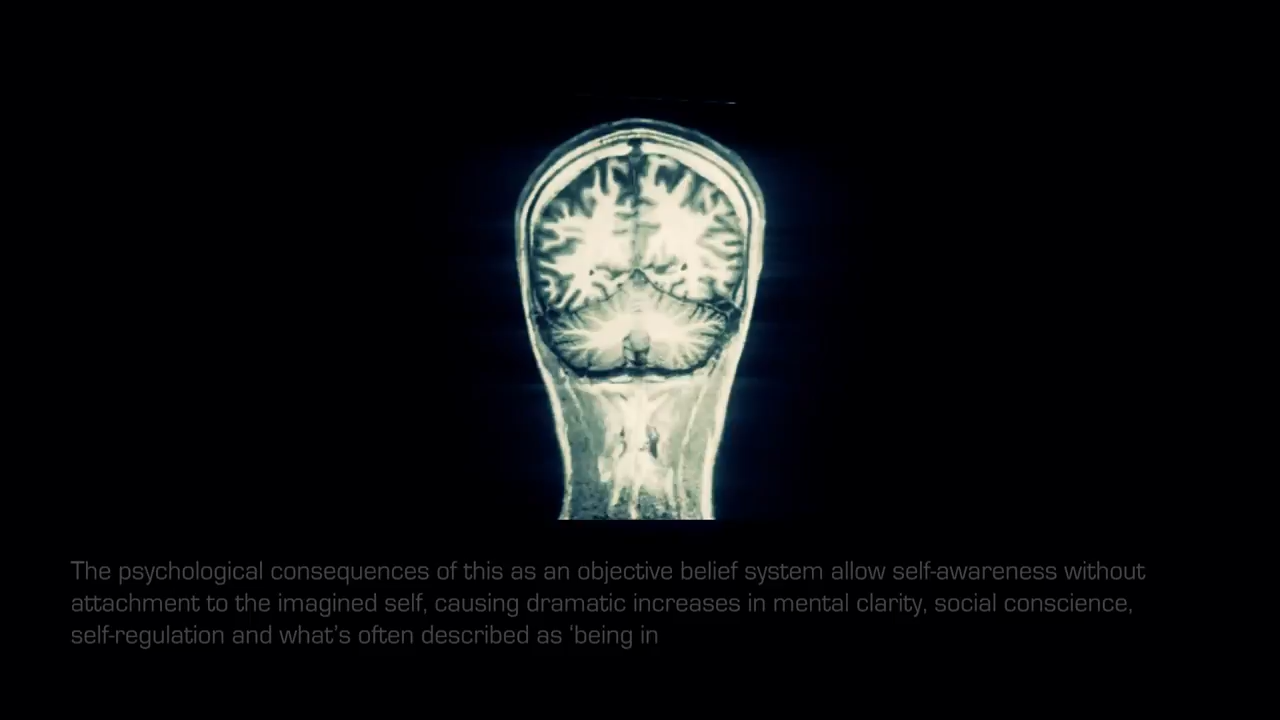 The psychological consequences of this as an objective belief system allow self-awareness without
attachment to the imagined self, causing dramatic increases in mental clarity, social conscience,
self-regulation and what's often described as 'being in